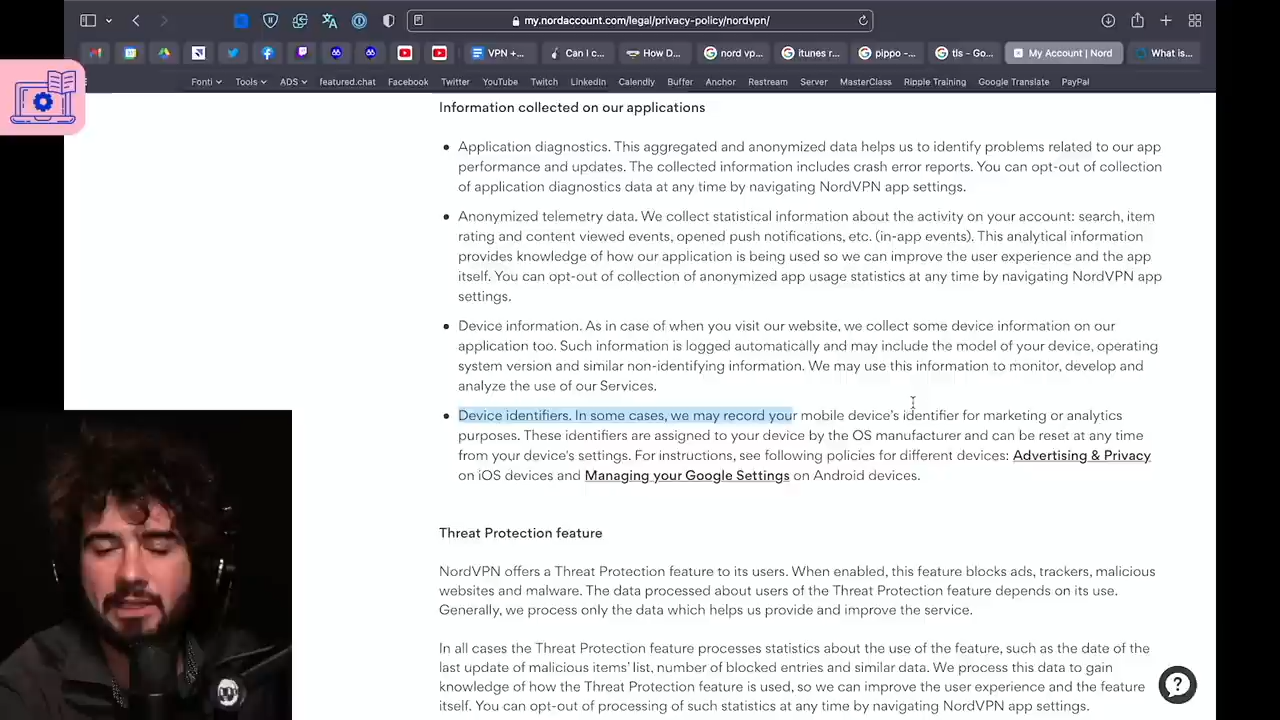 my.nordaccount.com/legal/privacy-policy/nordvpn/
VPN +... Can I c... How D... nord vp... itunes r... pippo -... tls - Go... My Account | Nord What is...
Fonti Tools ADS featured.chat Facebook Twitter YouTube Twitch LinkedIn Calendly Buffer Anchor Restream Server MasterClass Ripple Training Google Translate PayPal
Information collected on our applications
• Application diagnostics. This aggregated and anonymized data helps us to identify problems related to our app
performance and updates. The collected information includes crash error reports. You can opt-out of collection
of application diagnostics data at any time by navigating NordVPN app settings.
• Anonymized telemetry data. We collect statistical information about the activity on your account: search, item
rating and content viewed events, opened push notifications, etc. (in-app events). This analytical information
provides knowledge of how our application is being used so we can improve the user experience and the app
itself. You can opt-out of collection of anonymized app usage statistics at any time by navigating NordVPN app
settings.
• Device information. As in case of when you visit our website, we collect some device information on our
application too. Such information is logged automatically and may include the model of your device, operating
system version and similar non-identifying information. We may use this information to monitor, develop and
analyze the use of our Services.
• Device identifiers. In some cases, we may record your mobile device's identifier for marketing or analytics
purposes. These identifiers are assigned to your device by the OS manufacturer and can be reset at any time
from your device's settings. For instructions, see following policies for different devices: Advertising & Privacy
on iOS devices and Managing your Google Settings on Android devices.
Threat Protection feature
NordVPN offers a Threat Protection feature to its users. When enabled, this feature blocks ads, trackers, malicious
websites and malware. The data processed about users of the Threat Protection feature depends on its use.
Generally, we process only the data which helps us provide and improve the service.
In all cases the Threat Protection feature processes statistics about the use of the feature, such as the date of the
last update of malicious items' list, number of blocked entries and similar data. We process this data to gain
knowledge of how the Threat Protection feature is used, so we can improve the user experience and the feature
itself. You can opt-out of processing of such statistics at any time by navigating NordVPN app settings.